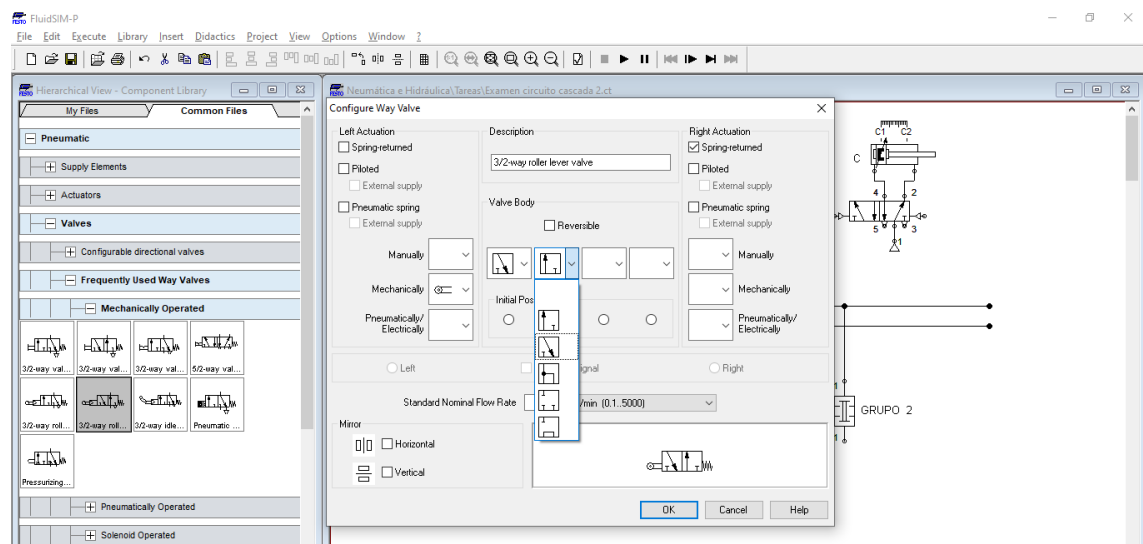 FESTO FluidSIM-P
File Edit Execute Library Insert Didactics Project View Options Window ?
FESTO Hierarchical View - Component Library
My Files Common Files
Pneumatic
Supply Elements
Actuators
Valves
Configurable directional valves
Frequently Used Way Valves
Mechanically Operated
3/2-way val... 3/2-way val... 3/2-way val... 5/2-way val...
3/2-way roll... 3/2-way roll... 3/2-way idle... Pneumatic ...
Pressurizing...
Pneumatically Operated
Solenoid Operated
FESTO Neumática e Hidráulica\Tareas\Examen circuito cascada 2.ct
Configure Way Valve
Left Actuation
Spring-returned
Piloted
External supply
Pneumatic spring
External supply
Manually
Mechanically
Pneumatically/
Electrically
Description
3/2-way roller lever valve
Valve Body
Reversible
Initial Pos
Right Actuation
Spring-returned
Piloted
External supply
Pneumatic spring
External supply
Manually
Mechanically
Pneumatically/
Electrically
Left ignal Right
Standard Nominal Flow Rate /min (0.1..5000)
Mirror
Horizontal
Vertical
OK Cancel Help
C1 C2
C
4 2
5 3
1
1
GRUPO 2
1